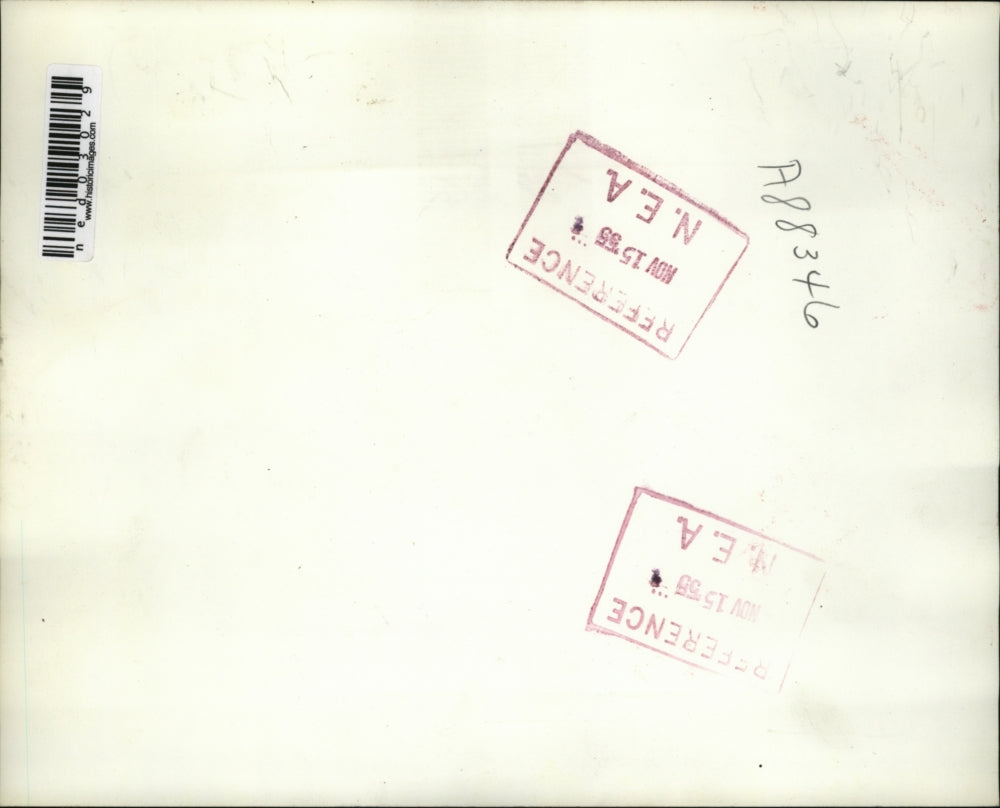 ned03029
www.historicimages.com
REFERENCE
NOV 15 '55
N. E. A.
A88346
REFERENCE
NOV 15 '55
N. E. A.